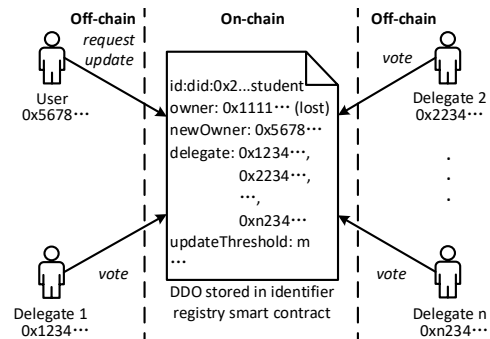 Off-chain
On-chain
Off-chain
request
update
vote
User
0x5678···
id:did:0x2...student
owner: 0x1111··· (lost)
newOwner: 0x5678···
delegate: 0x1234···,
0x2234···,
···,
0xn234···
updateThreshold: m
···
Delegate 2
0x2234···
.
.
.
vote
vote
Delegate 1
0x1234···
DDO stored in identifier
registry smart contract
Delegate n
0xn234···